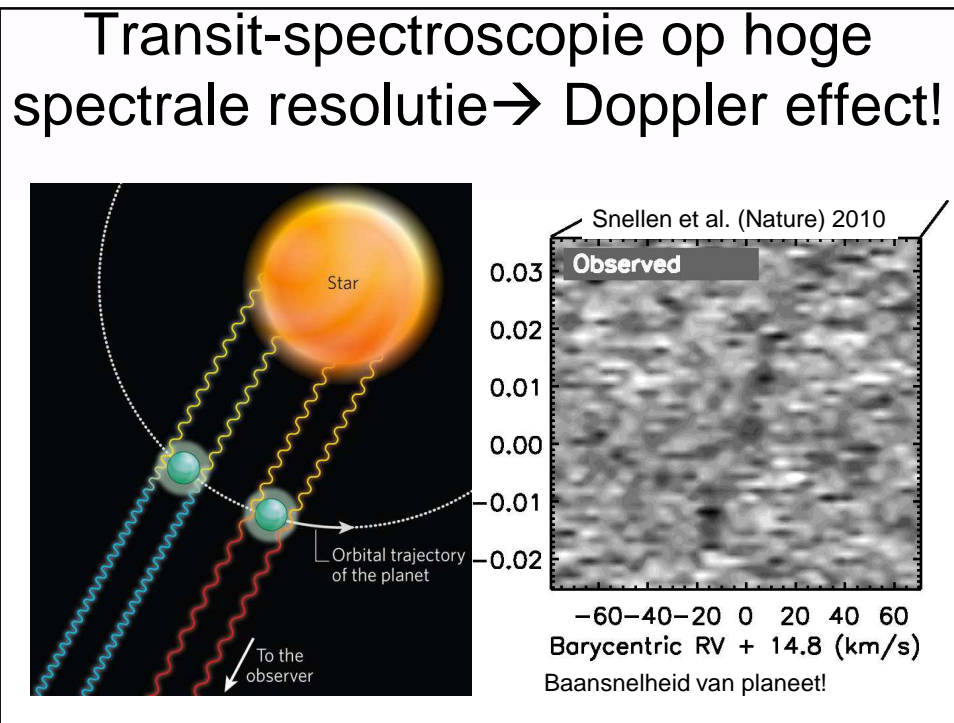 Transit-spectroscopie op hoge
spectrale resolutie→ Doppler effect!
Star
Orbital trajectory
of the planet
To the
observer
Snellen et al. (Nature) 2010
Observed
0.03
0.02
0.01
0.00
-0.01
-0.02
-60-40-20 0 20 40 60
Barycentric RV + 14.8 (km/s)
Baansnelheid van planeet!